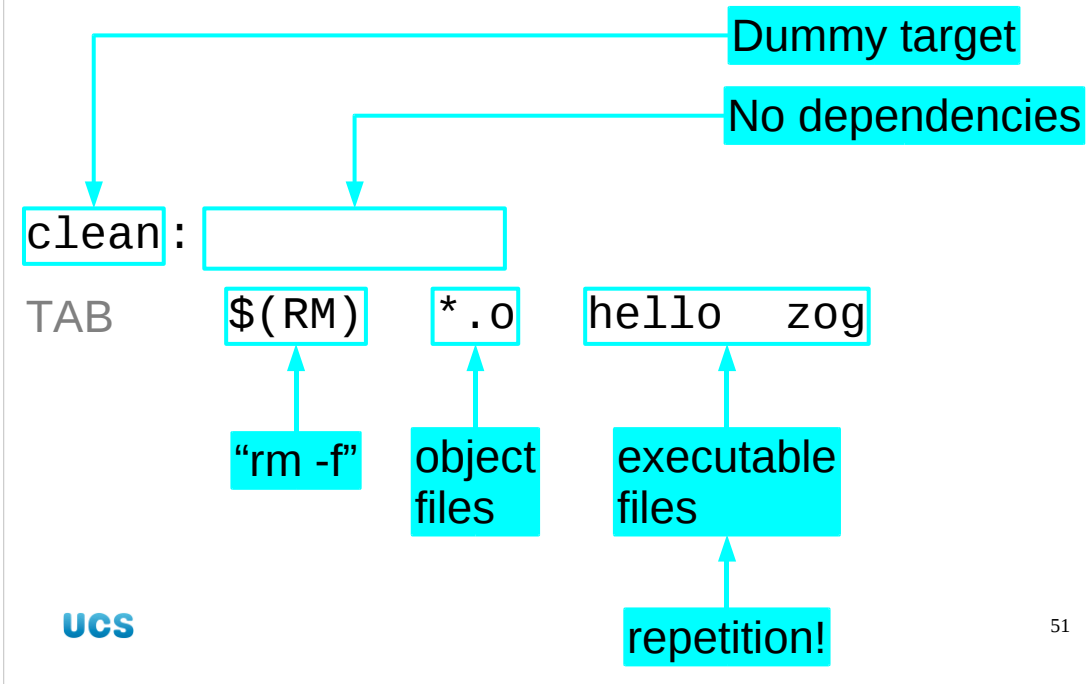 Dummy target
No dependencies
clean:
TAB $(RM) *.o hello zog
“rm -f” object files executable files
repetition!
UCS
51